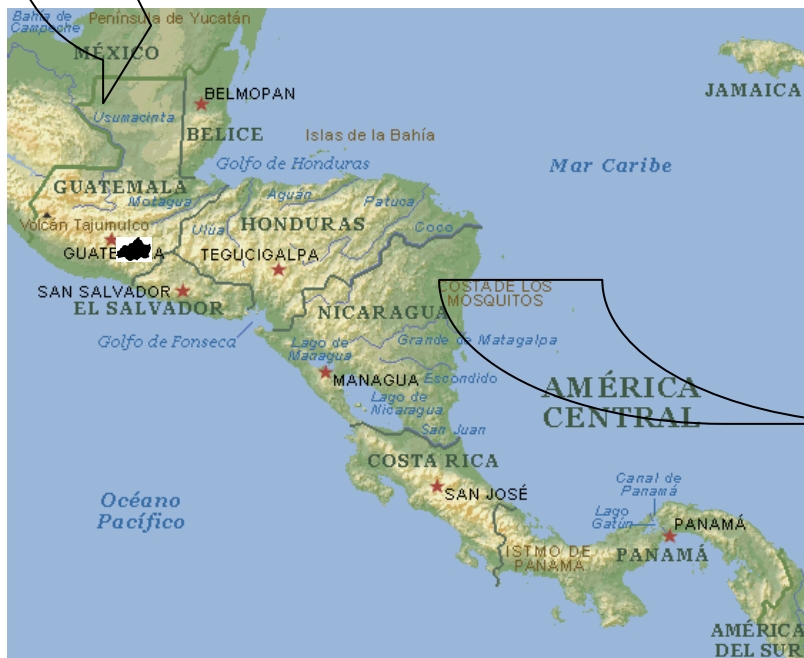 Bahía de
Campeche
Península de Yucatán
MÉXICO
JAMAICA
BELMOPAN
Usumacinta
BELICE
Islas de la Bahía
Golfo de Honduras
Mar Caribe
GUATEMALA
Motagua
Aguán
Patuca
Volcán Tajumulco
Ulúa
HONDURAS
Coco
TEGUCIGALPA
SAN SALVADOR
EL SALVADOR
COSTA DE LOS
MOSQUITOS
NICARAGUA
Golfo de Fonseca
Lago de
Managua
Grande de Matagalpa
MANAGUA
Escondido
Lago de
Nicaragua
AMÉRICA
CENTRAL
San Juan
COSTA RICA
SAN JOSÉ
Océano
Pacífico
Canal de
Panamá
Lago
Gatún
PANAMÁ
ISTMO DE
PANAMÁ
PANAMÁ
AMÉRICA
DEL SUR